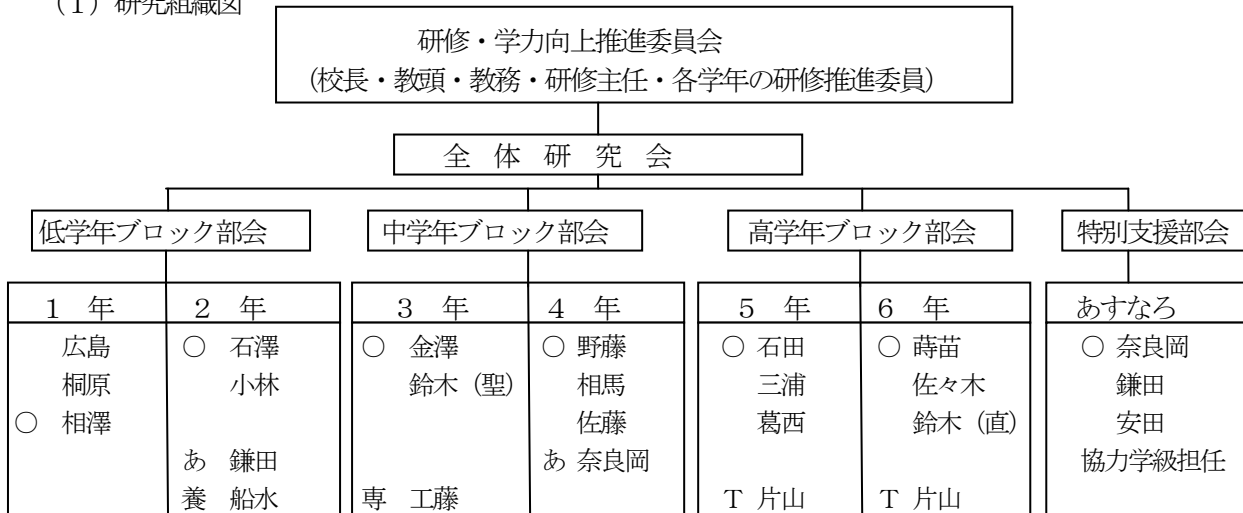 （１）研究組織図
研修・学力向上推進委員会
（校長・教頭・教務・研修主任・各学年の研修推進委員）
全 体 研 究 会
低学年ブロック部会 中学年ブロック部会 高学年ブロック部会 特別支援部会
１ 年 ２ 年 ３ 年 ４ 年 ５ 年 ６ 年 あすなろ
広島 ○ 石澤 ○ 金澤 ○ 野藤 ○ 石田 ○ 蒔苗 ○ 奈良岡
桐原 小林 鈴木（聖） 相馬 三浦 佐々木 鎌田
○ 相澤 佐藤 葛西 鈴木（直） 安田
あ 鎌田 あ 奈良岡 協力学級担任
養 船水 専 工藤 Ｔ 片山 Ｔ 片山